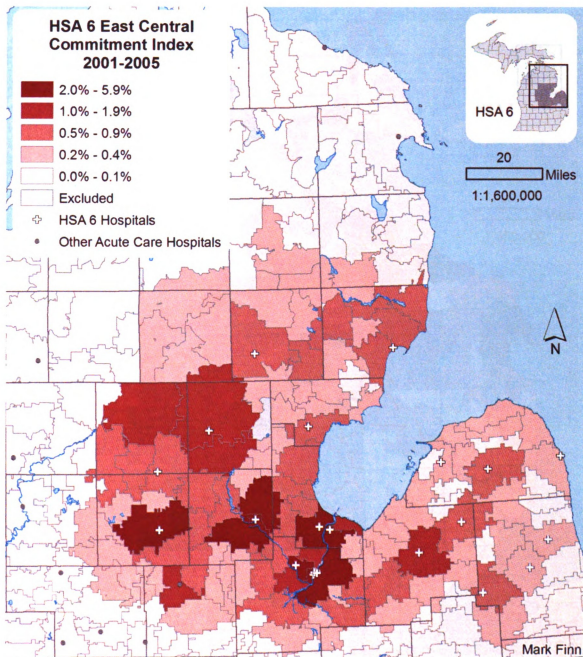 HSA 6 East Central
Commitment Index
2001-2005
2.0% - 5.9%
1.0% - 1.9%
0.5% - 0.9%
0.2% - 0.4%
0.0% - 0.1%
Excluded
HSA 6 Hospitals
Other Acute Care Hospitals
HSA 6
20
Miles
1:1,600,000
N
Mark Finn